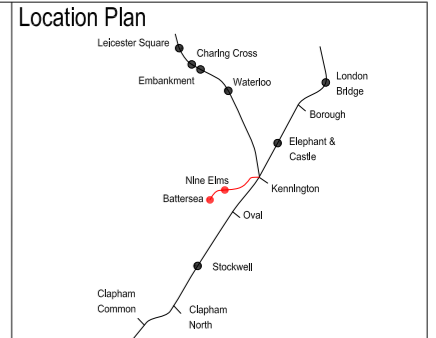 Location Plan
Leicester Square
Charing Cross
Embankment
Waterloo
London
Bridge
Borough
Elephant &
Castle
Nine Elms
Kennington
Battersea
Oval
Stockwell
Clapham
Common
Clapham
North